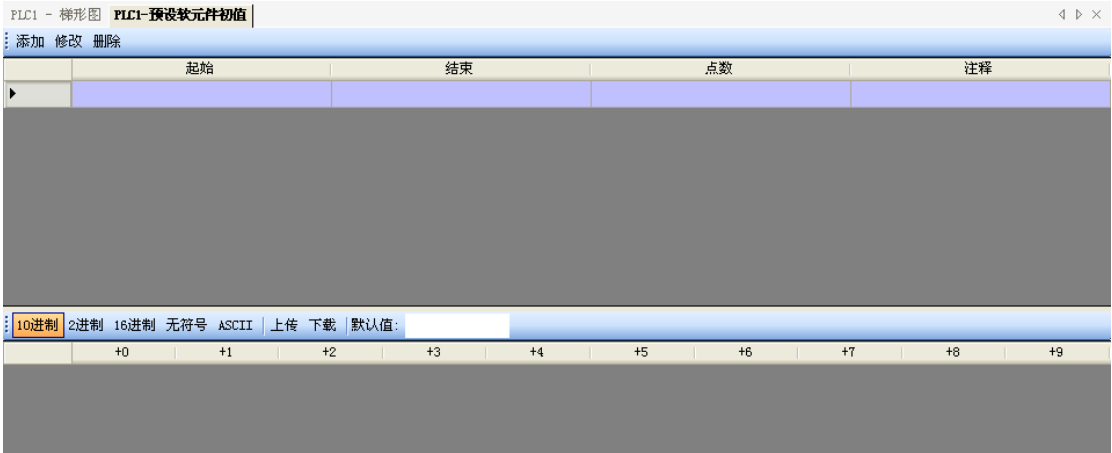 PLC1 - 梯形图 PLC1-预设软元件初值
添加 修改 删除
起始 结束 点数 注释
10进制 2进制 16进制 无符号 ASCII 上传 下载 默认值:
+0 +1 +2 +3 +4 +5 +6 +7 +8 +9